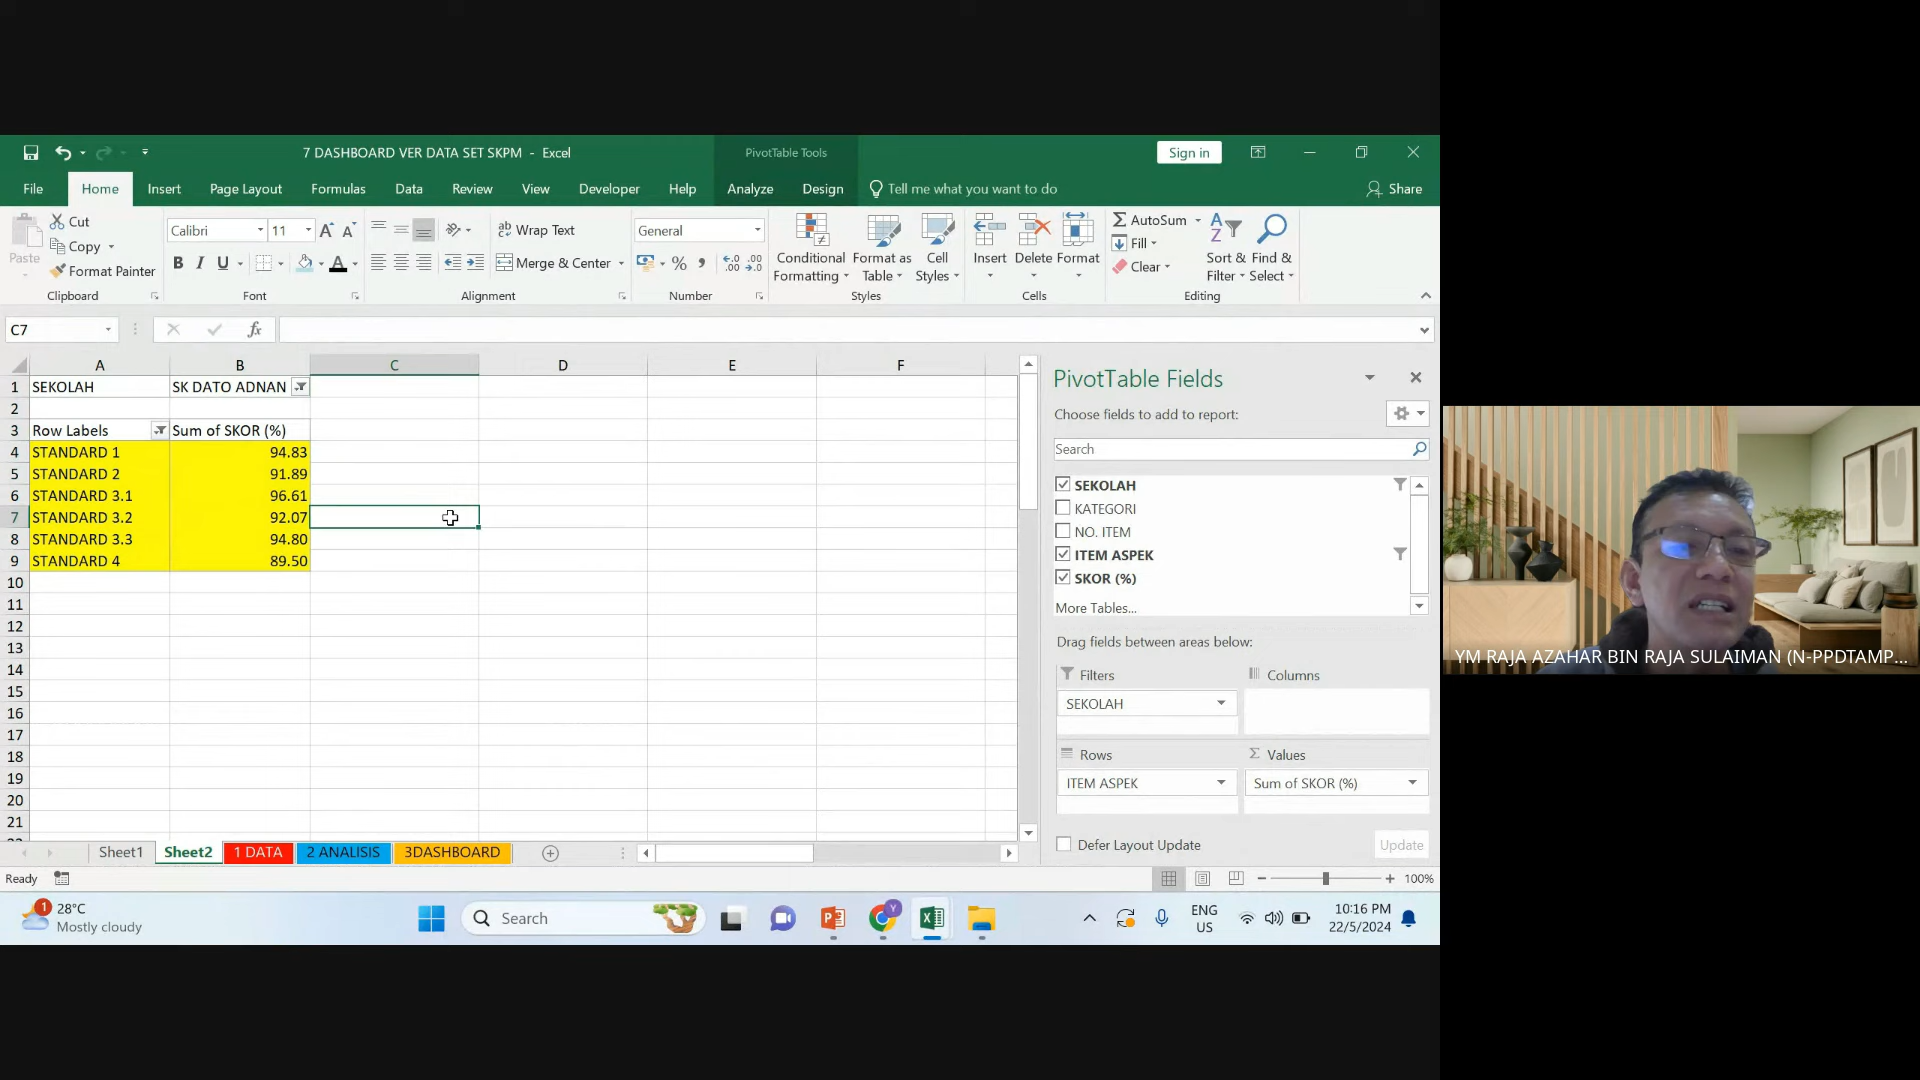 7 DASHBOARD VER DATA SET SKPM - Excel
PivotTable Tools
Sign in
File Home Insert Page Layout Formulas Data Review View Developer Help Analyze Design Tell me what you want to do Share
Paste
Cut
Copy
Format Painter
Clipboard
Calibri 11
B I U
Font
Wrap Text
Merge & Center
Alignment
General
Number
Conditional Formatting
Format as Table
Cell Styles
Styles
Insert Delete Format
Cells
AutoSum
Fill
Clear
Sort & Filter
Find & Select
Editing
C7
fx
A B C D E F
1 SEKOLAH SK DATO ADNAN
2
3 Row Labels Sum of SKOR (%)
4 STANDARD 1 94.83
5 STANDARD 2 91.89
6 STANDARD 3.1 96.61
7 STANDARD 3.2 92.07
8 STANDARD 3.3 94.80
9 STANDARD 4 89.50
10
11
12
13
14
15
16
17
18
19
20
21
PivotTable Fields
Choose fields to add to report:
Search
SEKOLAH
KATEGORI
NO. ITEM
ITEM ASPEK
SKOR (%)
More Tables...
Drag fields between areas below:
Filters Columns
SEKOLAH
Rows Values
ITEM ASPEK Sum of SKOR (%)
Defer Layout Update Update
Sheet1 Sheet2 1 DATA 2 ANALISIS 3DASHBOARD
Ready 100%
1 28°C
Mostly cloudy
Search
Y
ENG
US
10:16 PM
22/5/2024
YM RAJA AZAHAR BIN RAJA SULAIMAN (N-PPDTAMP...